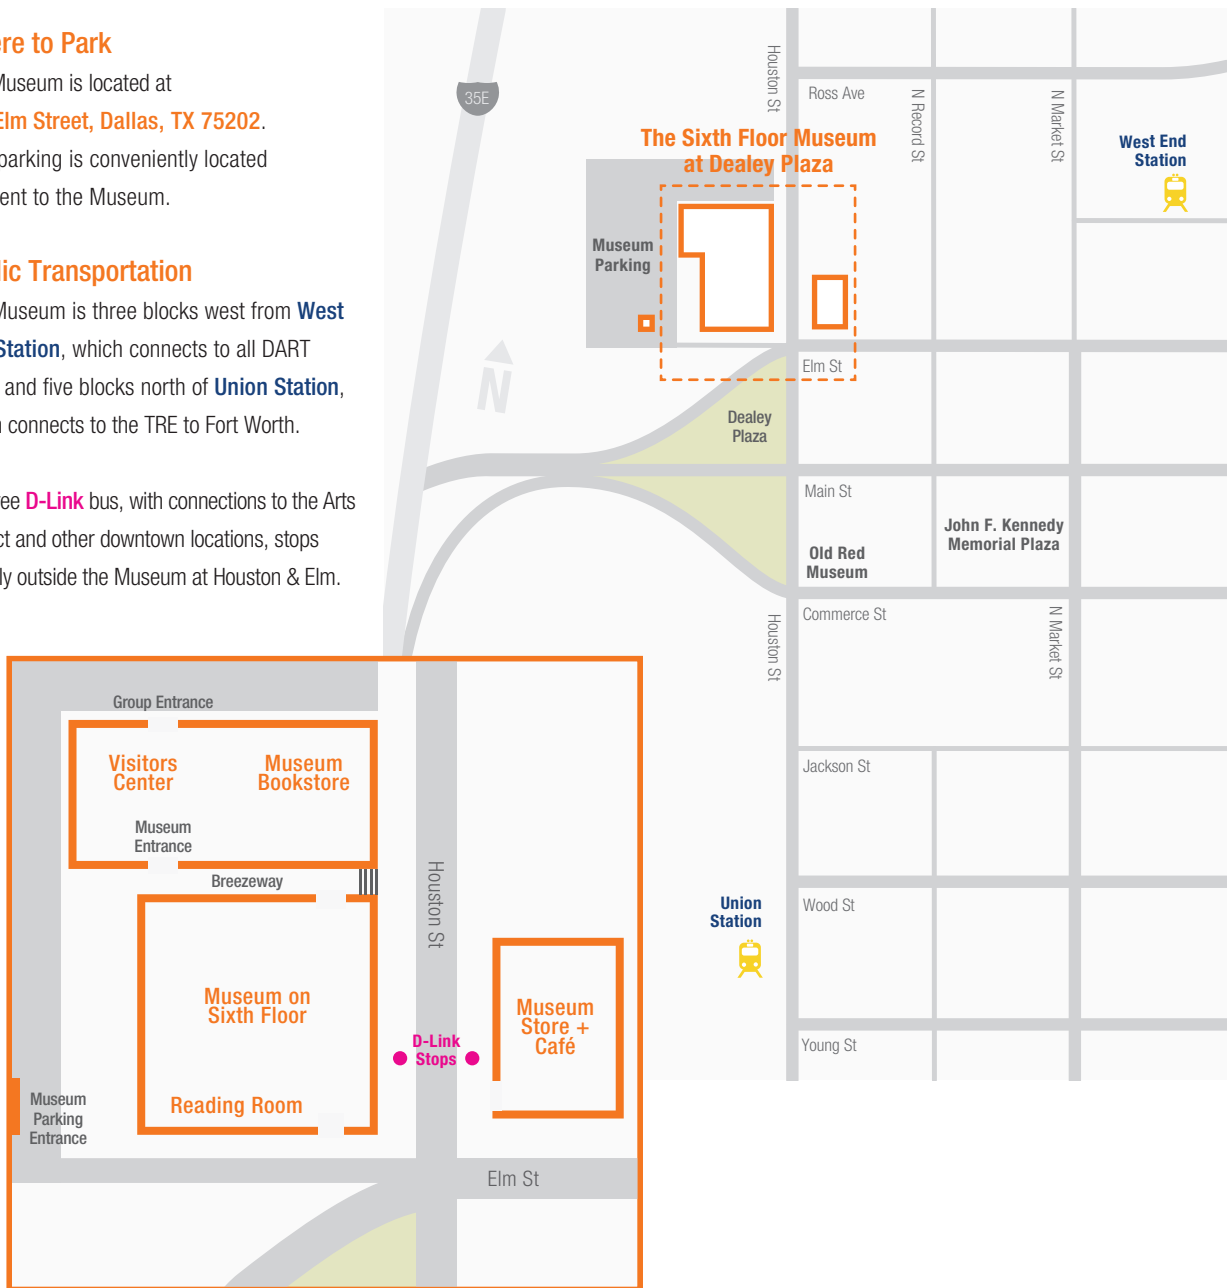 ere to Park
Museum is located at
Elm Street, Dallas, TX 75202.
parking is conveniently located
ent to the Museum.
lic Transportation
Museum is three blocks west from West
Station, which connects to all DART
and five blocks north of Union Station,
connects to the TRE to Fort Worth.
ree D-Link bus, with connections to the Arts
ct and other downtown locations, stops
ly outside the Museum at Houston & Elm.
35E
Houston St
Ross Ave
N Record St
N Market St
West End
Station
The Sixth Floor Museum
at Dealey Plaza
Museum
Parking
N
Elm St
Dealey
Plaza
Main St
Old Red
Museum
John F. Kennedy
Memorial Plaza
Commerce St
Houston St
N Market St
Jackson St
Union
Station
Wood St
Young St
Group Entrance
Visitors
Center
Museum
Bookstore
Museum
Entrance
Breezeway
Houston St
Museum on
Sixth Floor
Museum
Store +
Café
D-Link
Stops
Reading Room
Museum
Parking
Entrance
Elm St